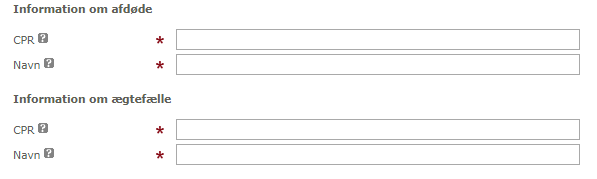 Information om afdøde
CPR ? *
Navn ? *
Information om ægtefælle
CPR ? *
Navn ? *